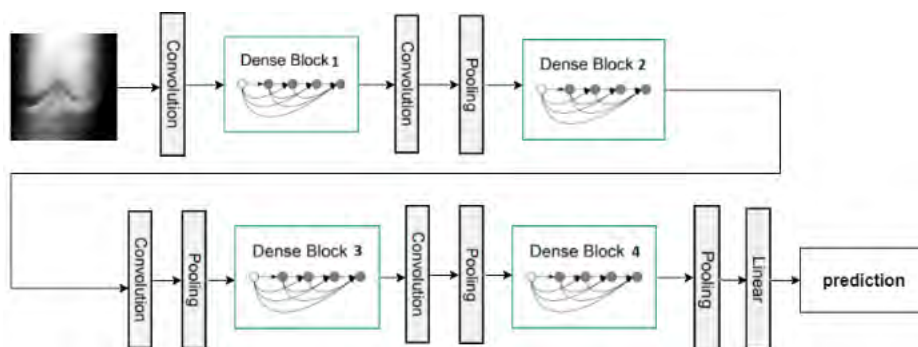 Convolution
Dense Block 1
Convolution
Pooling
Dense Block 2
Convolution
Pooling
Dense Block 3
Convolution
Pooling
Dense Block 4
Pooling
Linear
prediction